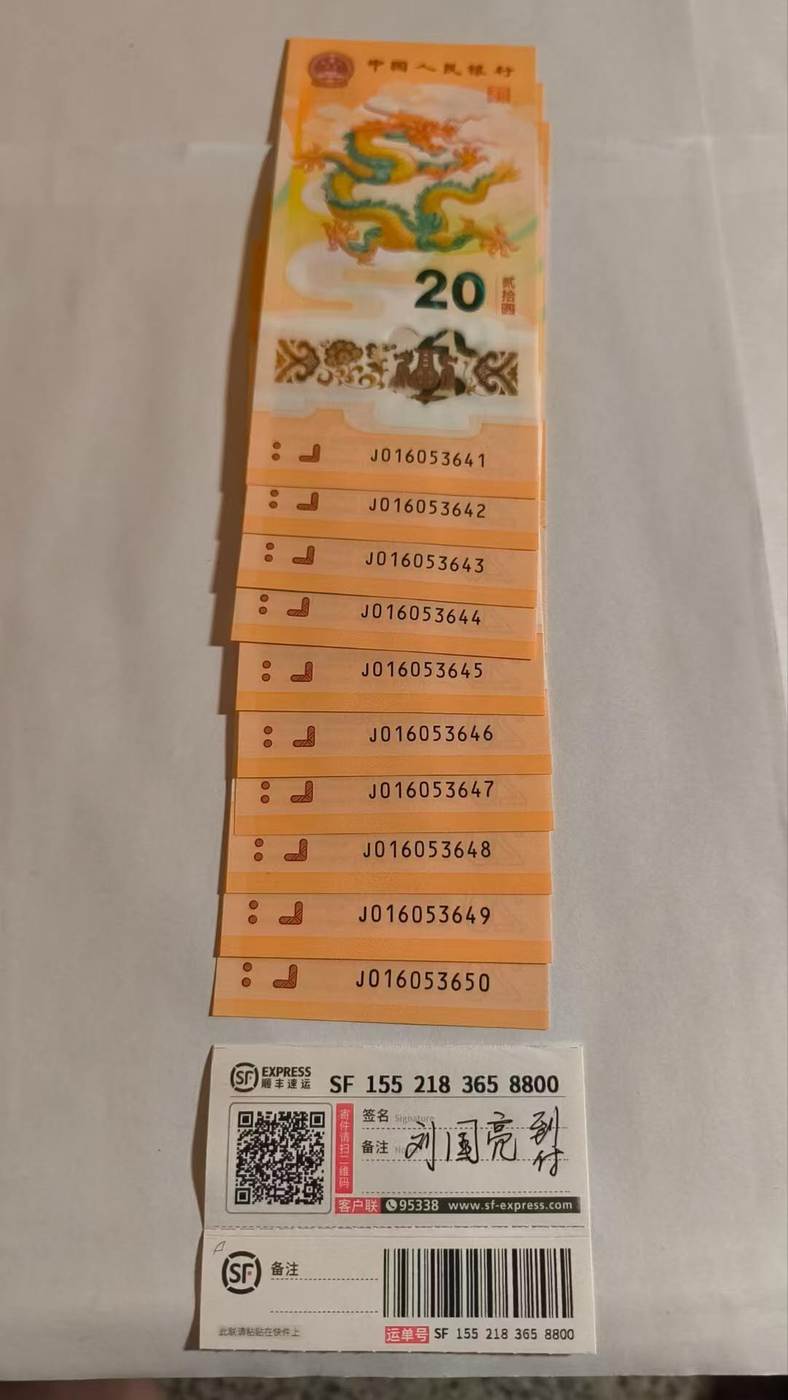 中国人民银行
20
贰拾圆
J016053641
J016053642
J016053643
J016053644
J016053645
J016053646
J016053647
J016053648
J016053649
J016053650
SF EXPRESS
顺丰速运
SF 155 218 365 8800
寄件请扫二维码
签名 Signature
备注
刘国亮 到付
客户联 95338 www.sf-express.com
SF
备注
此联请粘贴在快件上
运单号 SF 155 218 365 8800